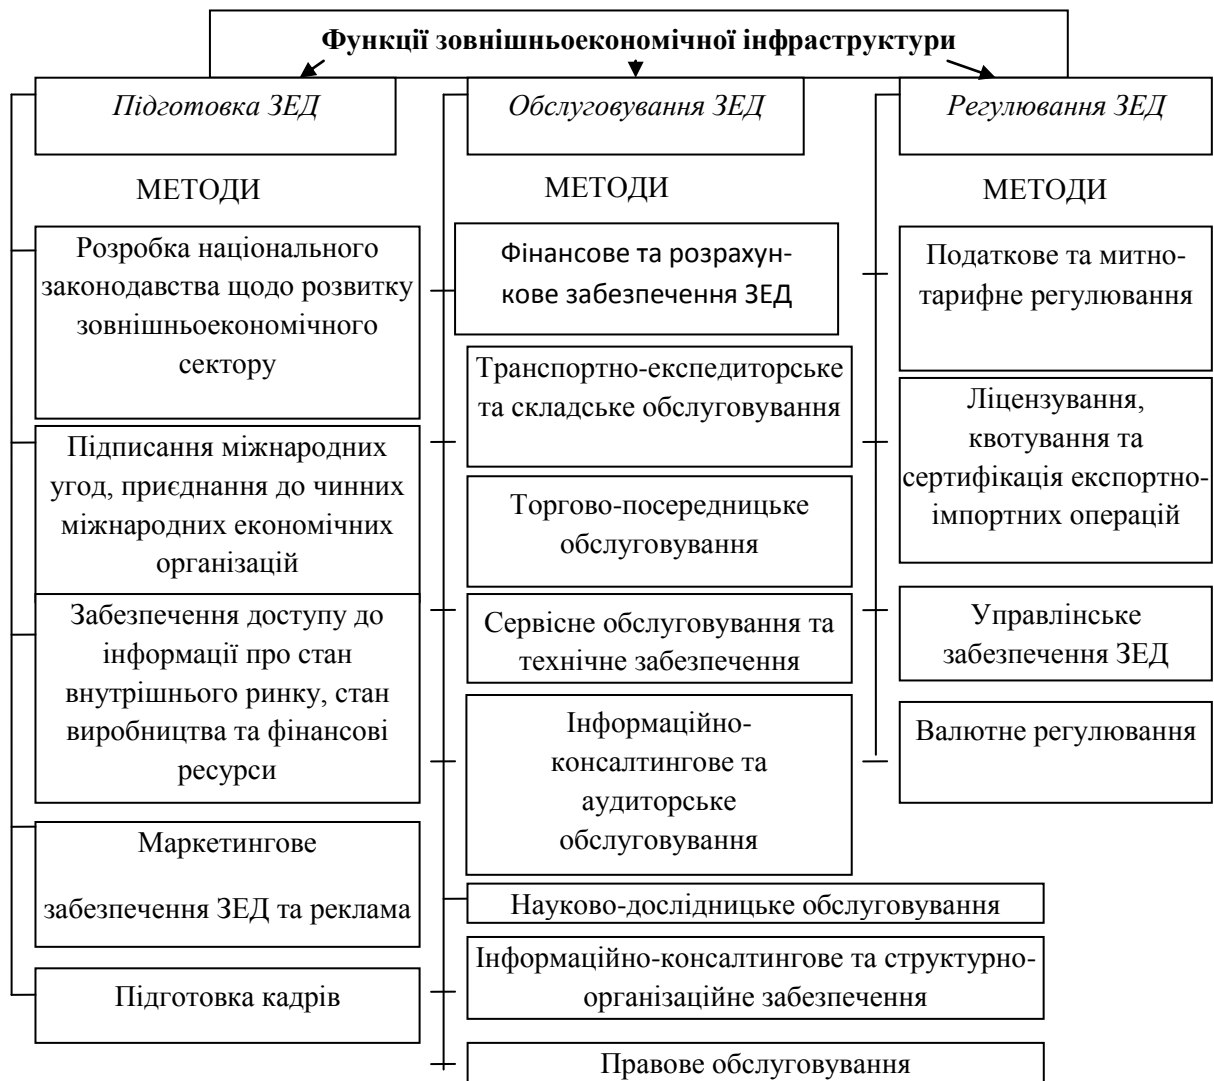 Функції зовнішньоекономічної інфраструктури
Підготовка ЗЕД
МЕТОДИ
Розробка національного
законодавства щодо розвитку
зовнішньоекономічного
сектору
Підписання міжнародних
угод, приєднання до чинних
міжнародних економічних
організацій
Забезпечення доступу до
інформації про стан
внутрішнього ринку, стан
виробництва та фінансові
ресурси
Маркетингове
забезпечення ЗЕД та реклама
Підготовка кадрів
Обслуговування ЗЕД
МЕТОДИ
Фінансове та розрахун-
кове забезпечення ЗЕД
Транспортно-експедиторське
та складське обслуговування
Торгово-посередницьке
обслуговування
Сервісне обслуговування та
технічне забезпечення
Інформаційно-
консалтингове та
аудиторське
обслуговування
Науково-дослідницьке обслуговування
Інформаційно-консалтингове та структурно-
організаційне забезпечення
Правове обслуговування
Регулювання ЗЕД
МЕТОДИ
Податкове та митно-
тарифне регулювання
Ліцензування,
квотування та
сертифікація експортно-
імпортних операцій
Управлінське
забезпечення ЗЕД
Валютне регулювання